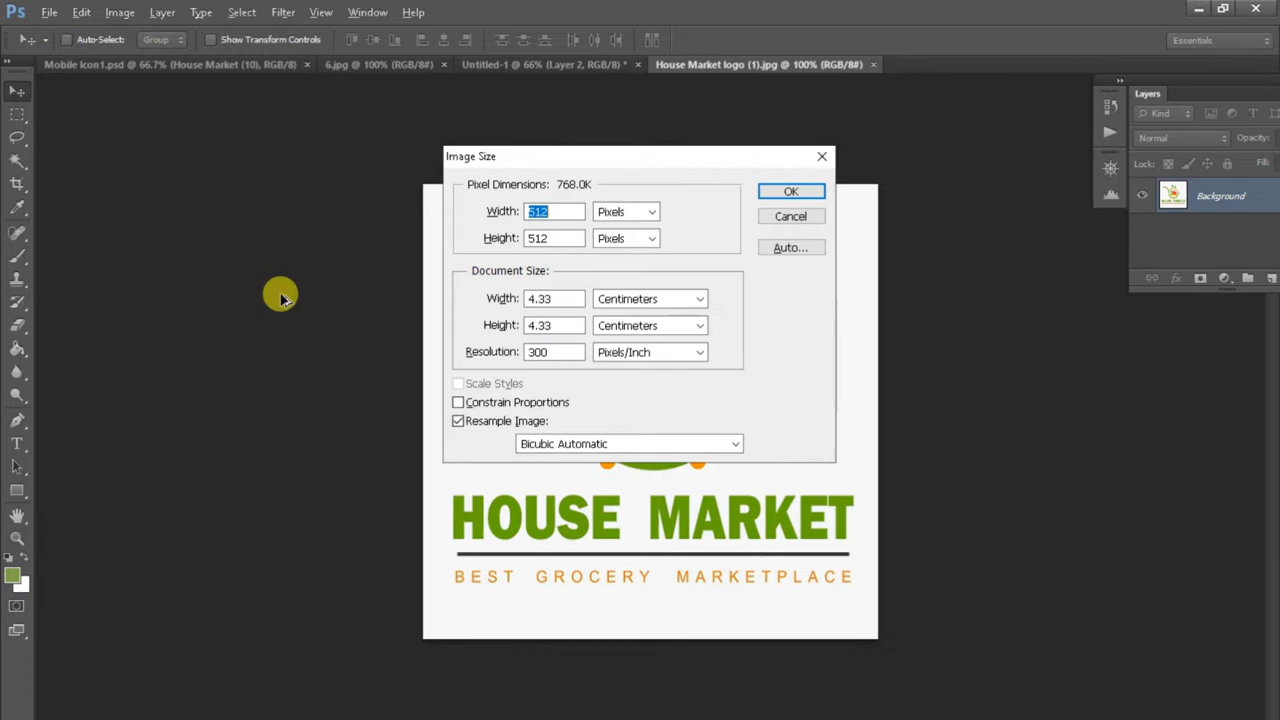 Ps File Edit Image Layer Type Select Filter View Window Help
Auto-Select: Group Show Transform Controls Essentials
Mobile Icon1.psd @ 66.7% (House Market (10), RGB/8) × 6.jpg @ 100% (RGB/8#) × Untitled-1 @ 66% (Layer 2, RGB/8) * × House Market logo (1).jpg @ 100% (RGB/8#) ×
Layers
Kind
Normal Opacity:
Lock: Fill:
Background
Image Size
Pixel Dimensions: 768.0K
Width: 512 Pixels
Height: 512 Pixels
OK
Cancel
Auto...
Document Size:
Width: 4.33 Centimeters
Height: 4.33 Centimeters
Resolution: 300 Pixels/Inch
Scale Styles
Constrain Proportions
Resample Image:
Bicubic Automatic
HOUSE MARKET
BEST GROCERY MARKETPLACE